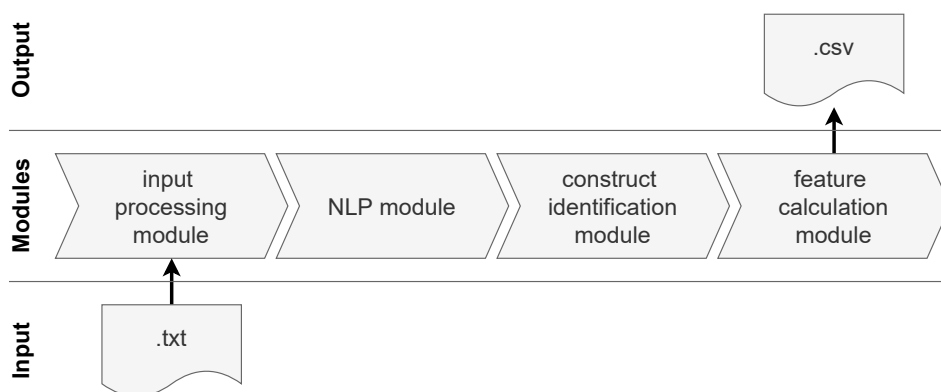 Output
.csv
Modules
input
processing
module
NLP module
construct
identification
module
feature
calculation
module
Input
.txt